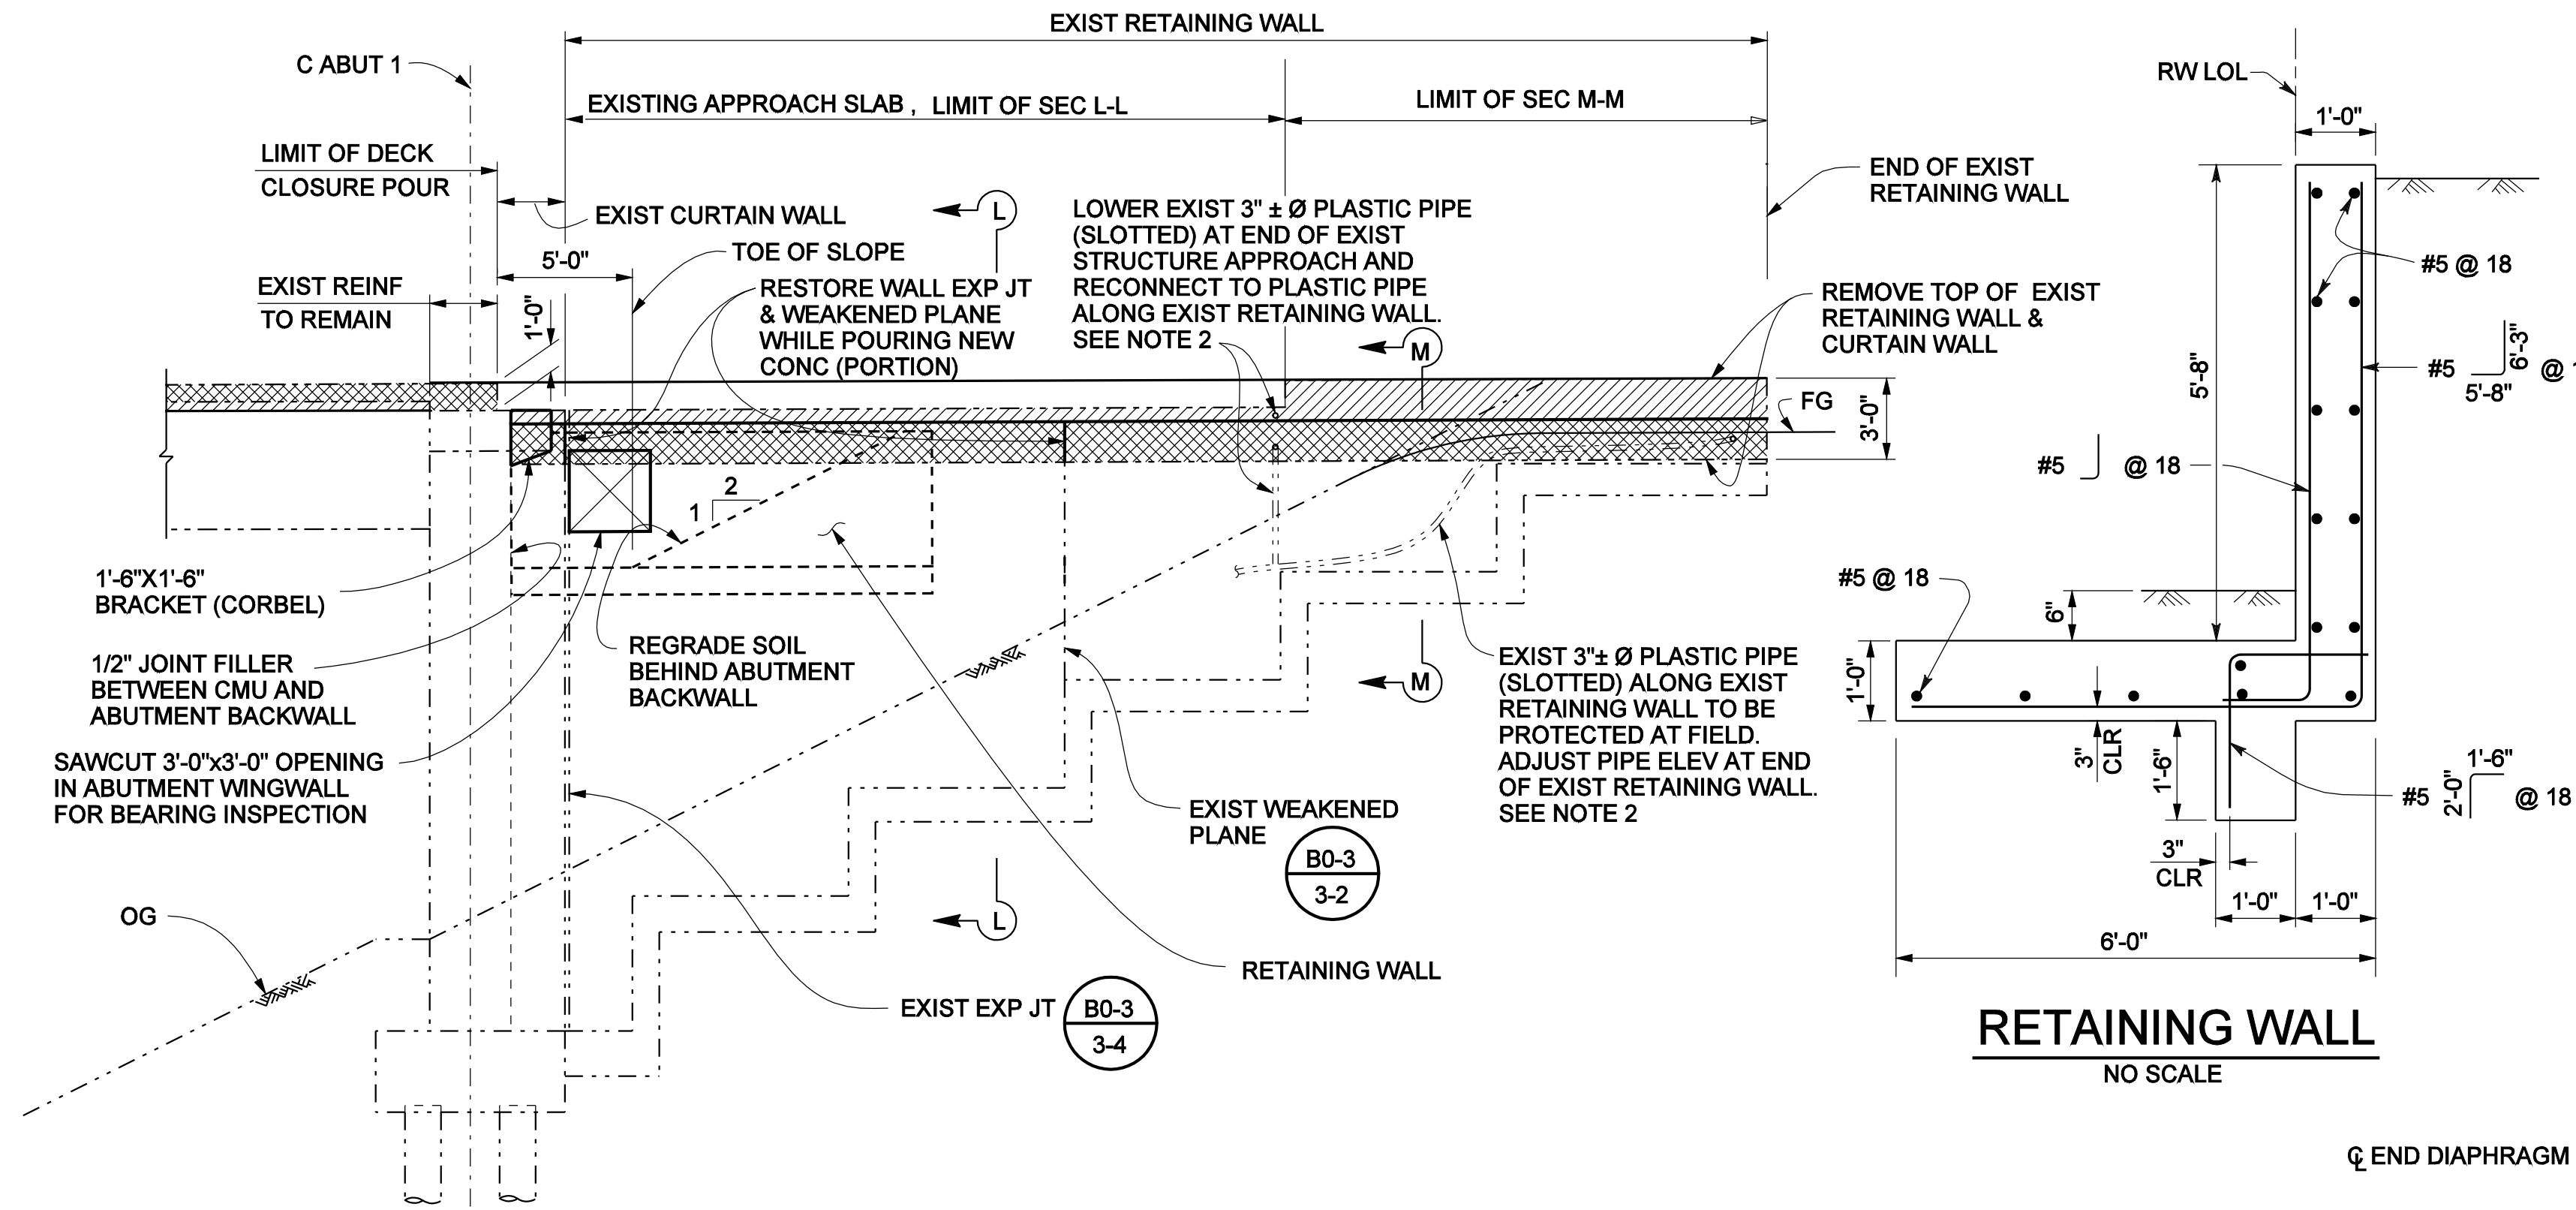 EXIST RETAINING WALL
C ABUT 1
EXISTING APPROACH SLAB , LIMIT OF SEC L-L
LIMIT OF SEC M-M
LIMIT OF DECK
CLOSURE POUR
EXIST CURTAIN WALL
L
5'-0"
TOE OF SLOPE
EXIST REINF
TO REMAIN
1'-0"
RESTORE WALL EXP JT
& WEAKENED PLANE
WHILE POURING NEW
CONC (PORTION)
LOWER EXIST 3" ± Ø PLASTIC PIPE
(SLOTTED) AT END OF EXIST
STRUCTURE APPROACH AND
RECONNECT TO PLASTIC PIPE
ALONG EXIST RETAINING WALL.
SEE NOTE 2
M
END OF EXIST
RETAINING WALL
REMOVE TOP OF EXIST
RETAINING WALL &
CURTAIN WALL
FG
3'-0"
2
1
1'-6"X1'-6"
BRACKET (CORBEL)
1/2" JOINT FILLER
BETWEEN CMU AND
ABUTMENT BACKWALL
SAWCUT 3'-0"x3'-0" OPENING
IN ABUTMENT WINGWALL
FOR BEARING INSPECTION
REGRADE SOIL
BEHIND ABUTMENT
BACKWALL
M
EXIST 3"± Ø PLASTIC PIPE
(SLOTTED) ALONG EXIST
RETAINING WALL TO BE
PROTECTED AT FIELD.
ADJUST PIPE ELEV AT END
OF EXIST RETAINING WALL.
SEE NOTE 2
EXIST WEAKENED
PLANE
B0-3
3-2
OG
L
RETAINING WALL
EXIST EXP JT
B0-3
3-4
RW LOL
1'-0"
#5 @ 18
5'-8"
#5
6'-3"
5'-8"
@
#5 @ 18
#5 @ 18
6"
1'-0"
3"
CLR
1'-6"
#5
2'-0"
1'-6"
@ 18
3"
CLR
1'-0"
1'-0"
6'-0"
RETAINING WALL
NO SCALE
℄ END DIAPHRAGM